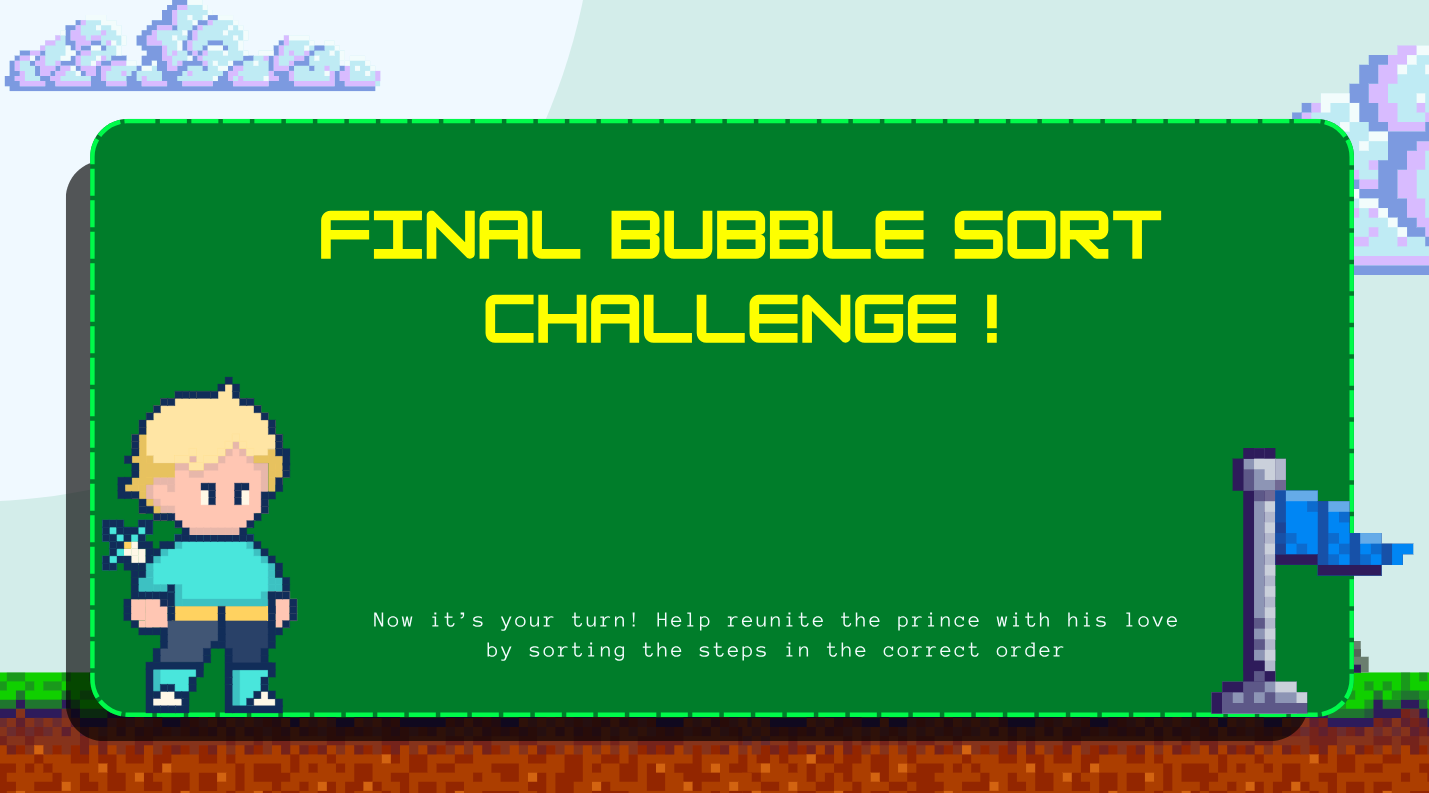 FINAL BUBBLE SORT
CHALLENGE !
Now it's your turn! Help reunite the prince with his love
by sorting the steps in the correct order